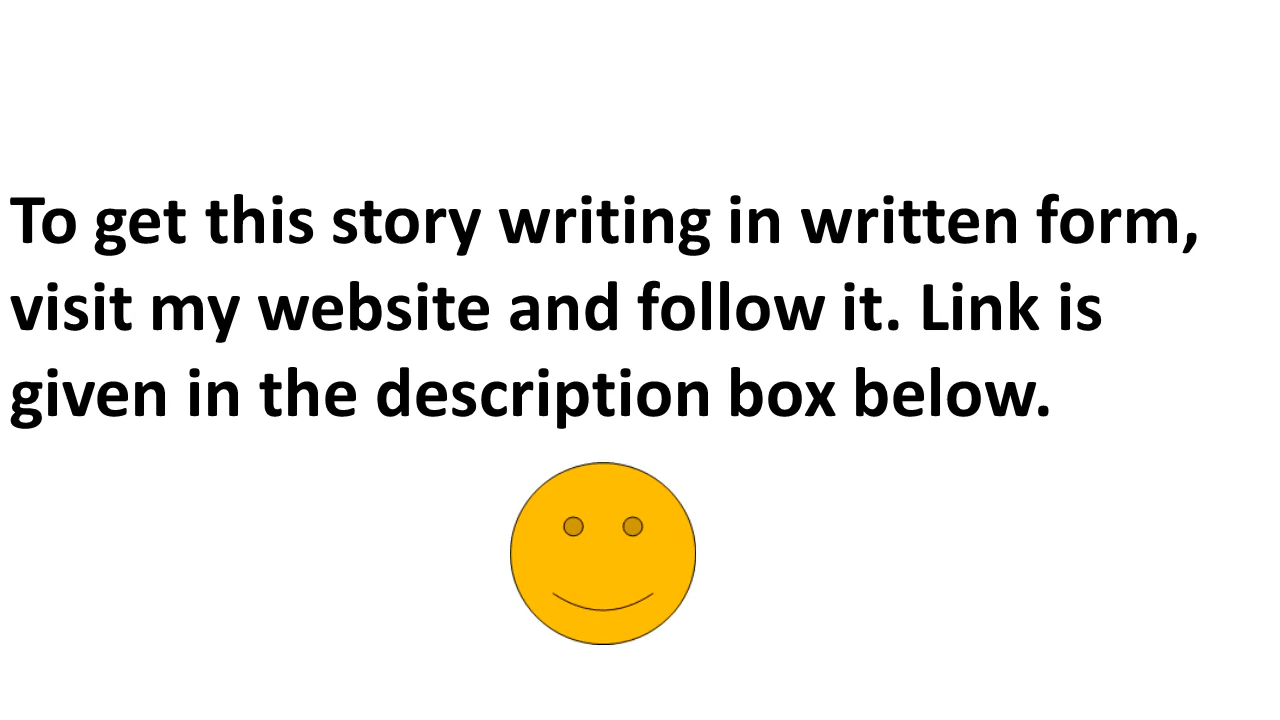 To get this story writing in written form,
visit my website and follow it. Link is
given in the description box below.